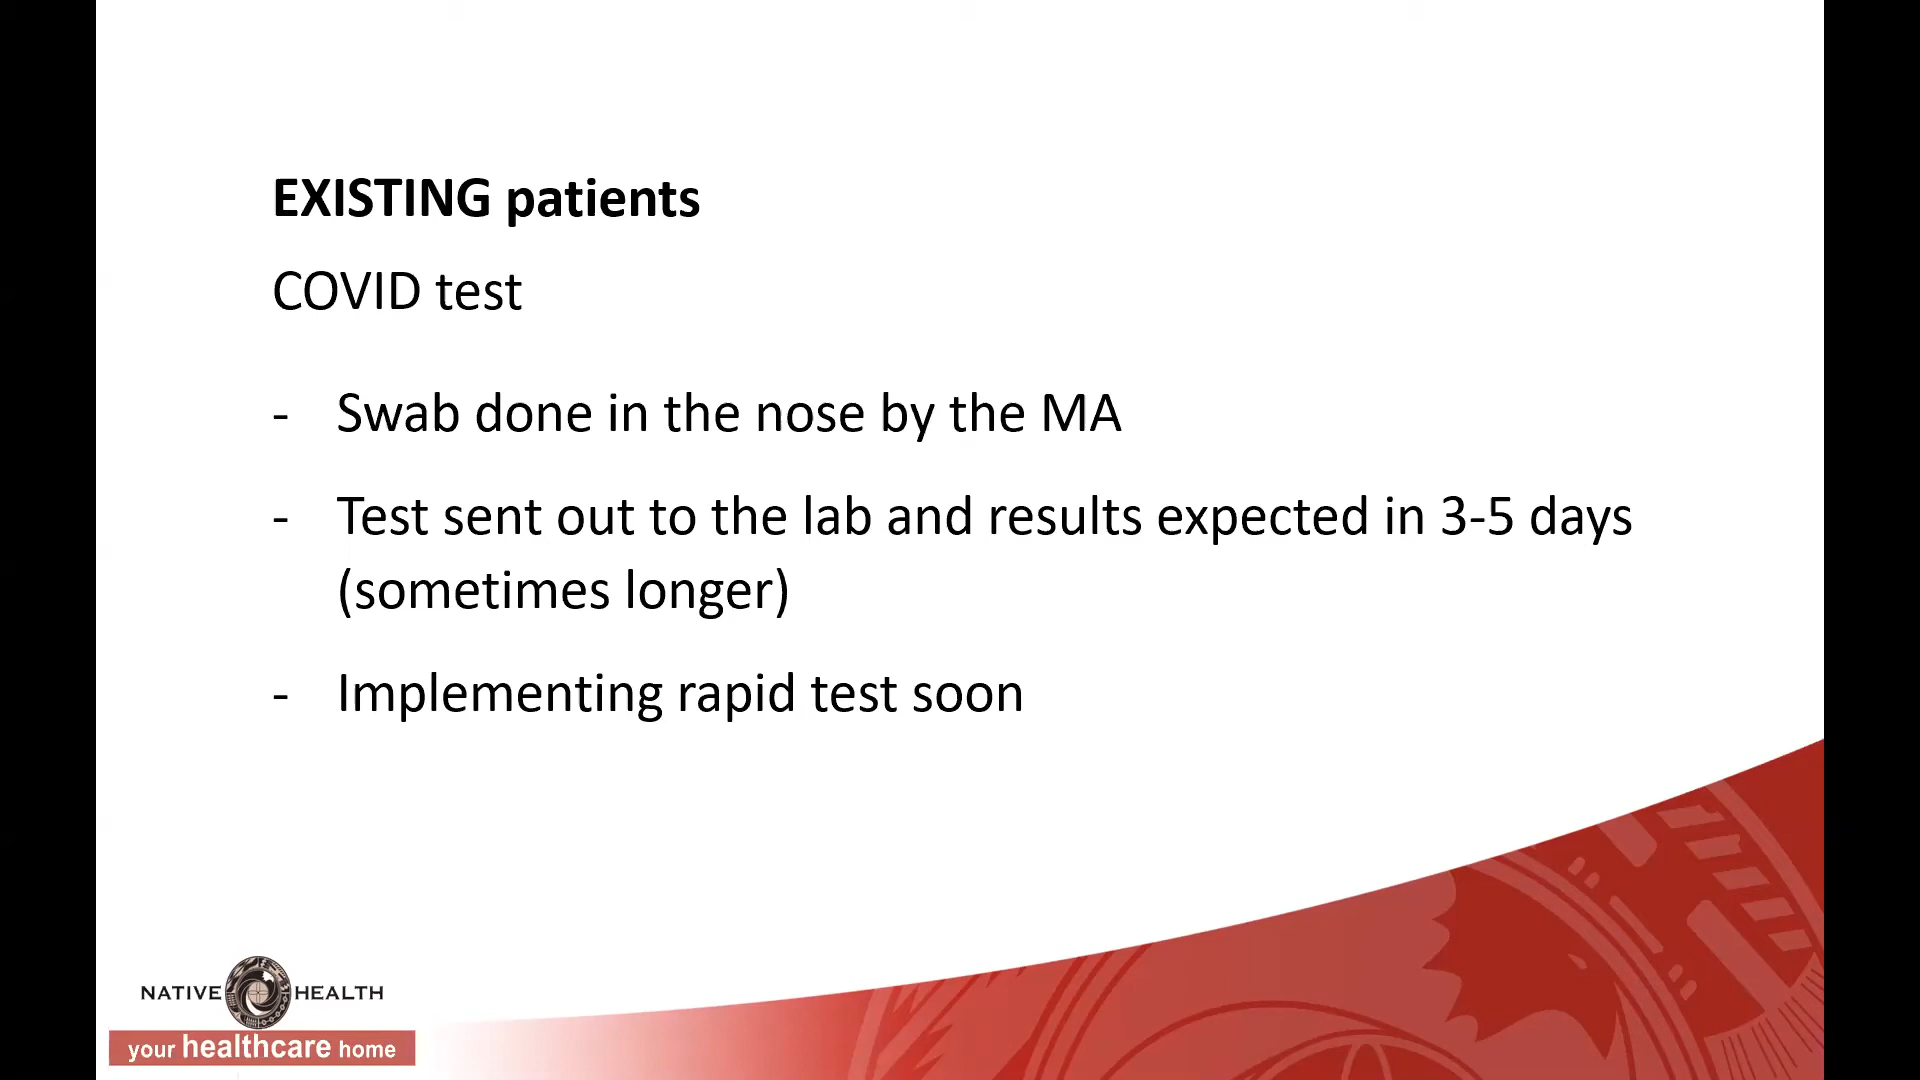 EXISTING patients
COVID test
- Swab done in the nose by the MA
- Test sent out to the lab and results expected in 3-5 days
(sometimes longer)
- Implementing rapid test soon
NATIVE HEALTH
your healthcare home